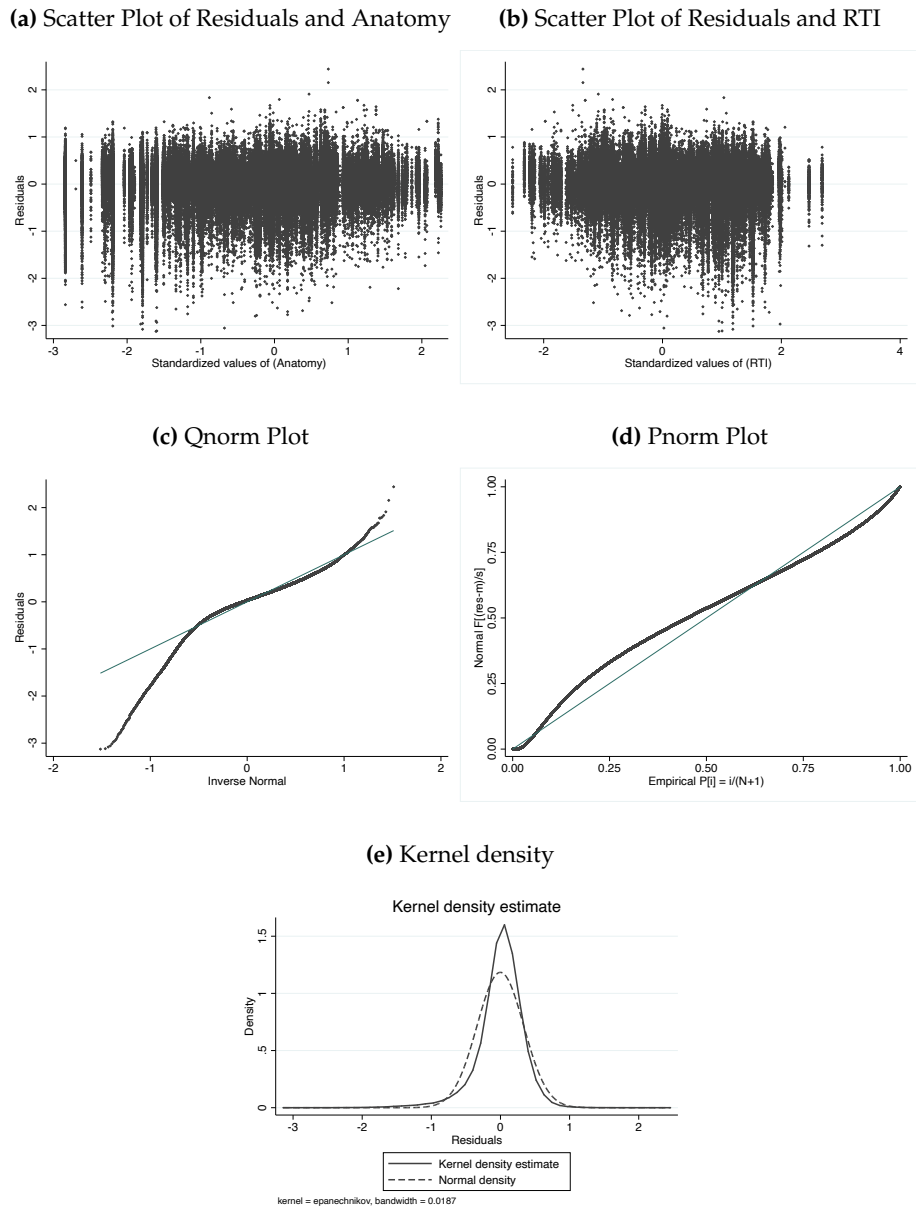 (a) Scatter Plot of Residuals and Anatomy
(b) Scatter Plot of Residuals and RTI
2
1
0
-1
-2
-3
Residuals
-3 -2 -1 0 1 2
Standardized values of (Anatomy)
2
1
0
-1
-2
-3
Residuals
-2 0 2 4
Standardized values of (RTI)
(c) Qnorm Plot
(d) Pnorm Plot
2
1
0
-1
-2
-3
Residuals
-2 -1 0 1 2
Inverse Normal
1.00
0.75
0.50
0.25
0.00
Normal F[(res-m)/s]
0.00 0.25 0.50 0.75 1.00
Empirical P[i] = i/(N+1)
(e) Kernel density
Kernel density estimate
1.5
1
.5
0
Density
-3 -2 -1 0 1 2
Residuals
Kernel density estimate
Normal density
kernel = epanechnikov, bandwidth = 0.0187